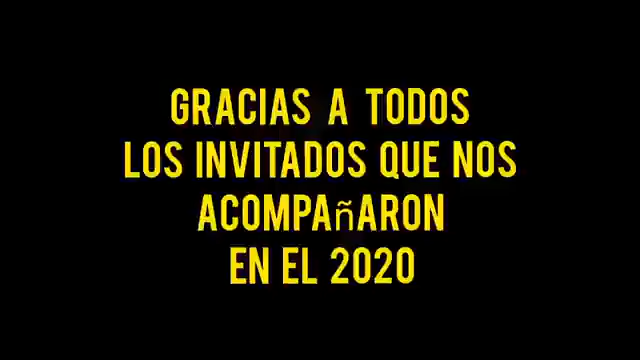 GRACIAS A TODOS
LOS INVITADOS QUE NOS
ACOMPAñARON
EN EL 2020